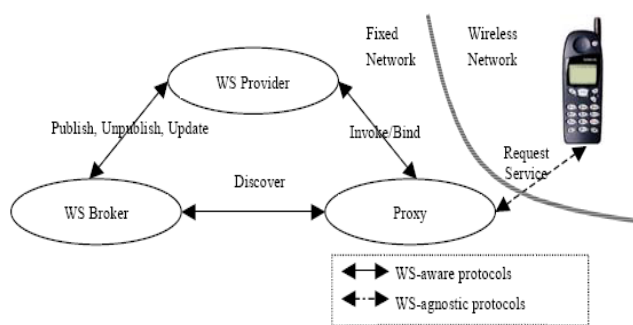 Fixed
Network
Wireless
Network
WS Provider
Publish, Unpublish, Update
Invoke/Bind
Request
Service
Discover
WS Broker
Proxy
WS-aware protocols
WS-agnostic protocols